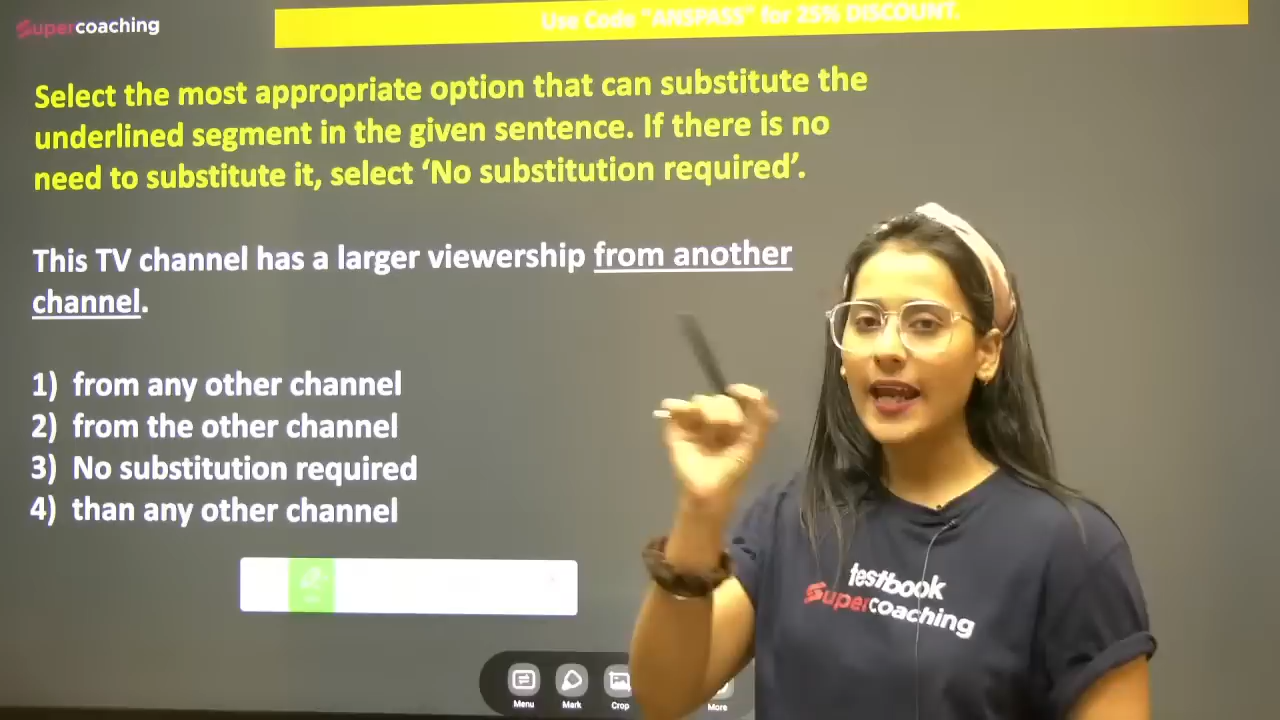 Supercoaching
Use Code "ANSPASS" for 25% DISCOUNT.
Select the most appropriate option that can substitute the
underlined segment in the given sentence. If there is no
need to substitute it, select ‘No substitution required’.
This TV channel has a larger viewership from another
channel.
1) from any other channel
2) from the other channel
3) No substitution required
4) than any other channel
testbook
Supercoaching
Menu
Mark
Crop
More